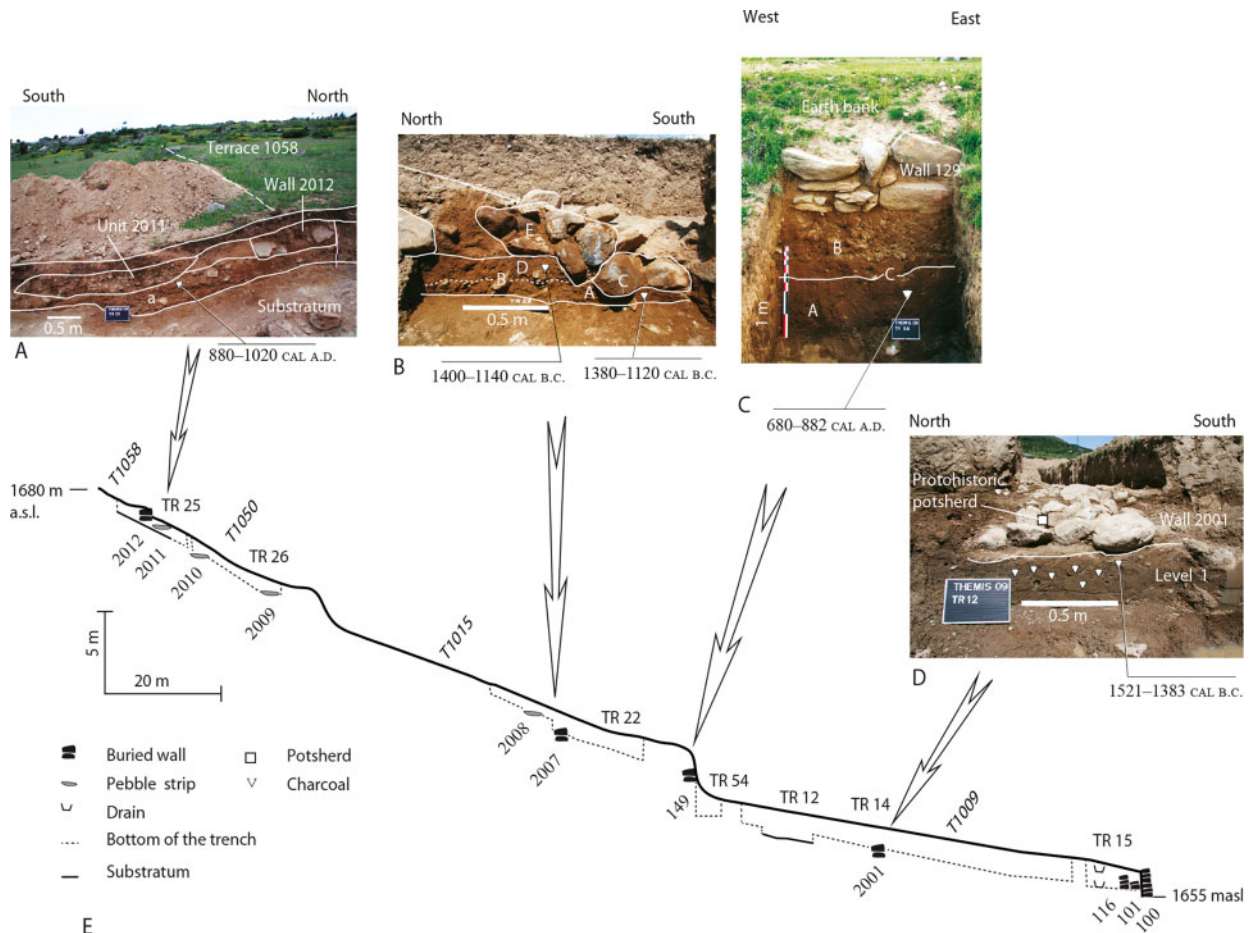 South
North
Terrace 1058
Wall 2012
Unit 2011
a
Substratum
0.5 m
A
880–1020 CAL A.D.
North
South
E
D
B
A
C
TR 22
0.5 m
B
1400–1140 CAL B.C.
1380–1120 CAL B.C.
West
East
Earth bank
Wall 129
B
C
A
1 m
C
680–882 CAL A.D.
North
South
Protohistoric
potsherd
Wall 2001
Level 1
THEMIS 09
TR 12
0.5 m
D
1521–1383 CAL B.C.
1680 m
a.s.l.
T1058
TR 25
T1050
TR 26
2012
2011
2010
2009
T1015
TR 22
2008
2007
149
TR 54
TR 12
TR 14
T1009
TR 15
2001
116
101
100
1655 masl
5 m
20 m
Buried wall
Potsherd
Pebble strip
Charcoal
Drain
Bottom of the trench
Substratum
E